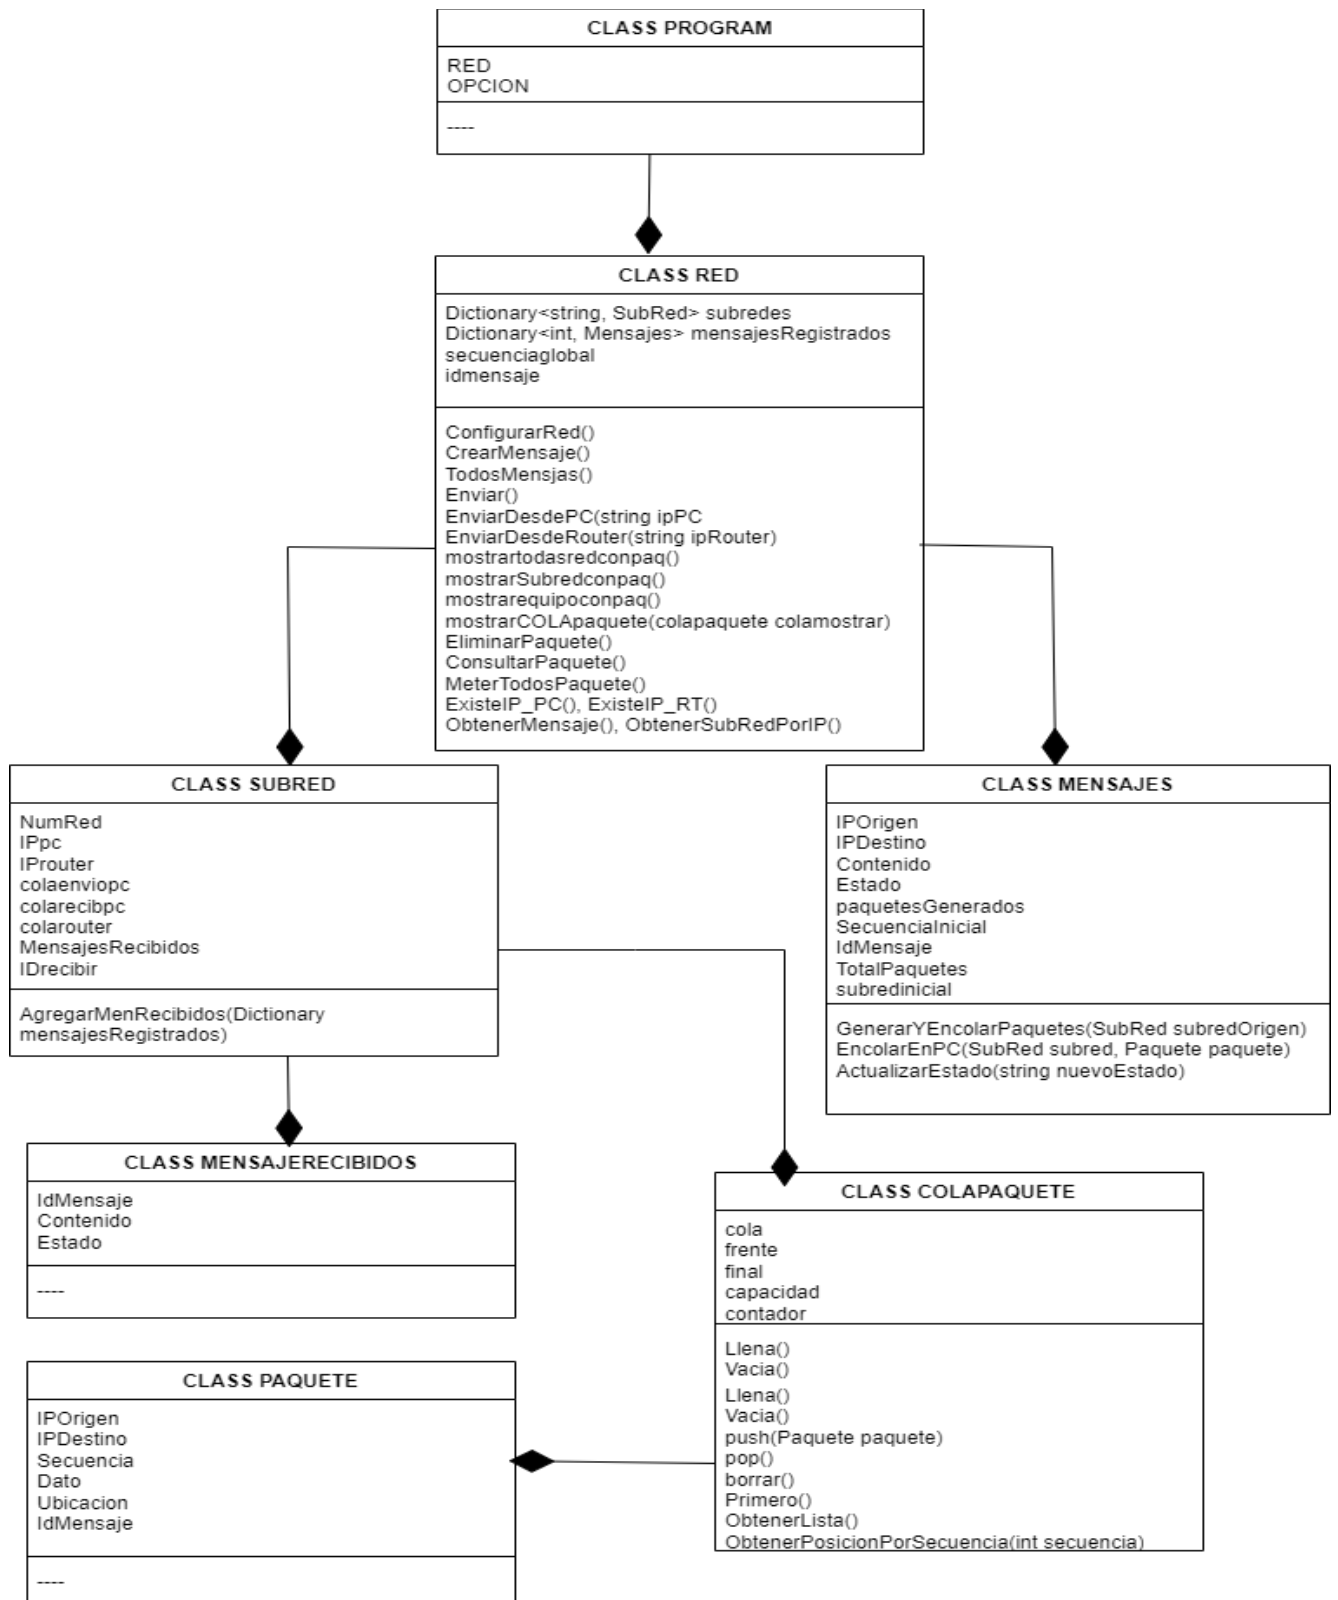 CLASS PROGRAM
RED
OPCION
----
CLASS RED
Dictionary<string, SubRed> subredes
Dictionary<int, Mensajes> mensajesRegistrados
secuenciaglobal
idmensaje
ConfigurarRed()
CrearMensaje()
TodosMensjas()
Enviar()
EnviarDesdePC(string ipPC
EnviarDesdeRouter(string ipRouter)
mostrartodasredconpaq()
mostrarSubredconpaq()
mostrarequipoconpaq()
mostrarCOLApaquete(colapaquete colamostrar)
EliminarPaquete()
ConsultarPaquete()
MeterTodosPaquete()
ExisteIP_PC(), ExisteIP_RT()
ObtenerMensaje(), ObtenerSubRedPorIP()
CLASS SUBRED
NumRed
IPpc
IProuter
colaenviopc
colarecibpc
colarouter
MensajesRecibidos
IDrecibir
AgregarMenRecibidos(Dictionary
mensajesRegistrados)
CLASS MENSAJES
IPOrigen
IPDestino
Contenido
Estado
paquetesGenerados
SecuenciaInicial
IdMensaje
TotalPaquetes
subredinicial
GenerarYEncolarPaquetes(SubRed subredOrigen)
EncolarEnPC(SubRed subred, Paquete paquete)
ActualizarEstado(string nuevoEstado)
CLASS MENSAJERECIBIDOS
IdMensaje
Contenido
Estado
----
CLASS COLAPAQUETE
cola
frente
final
capacidad
contador
Llena()
Vacia()
Llena()
Vacia()
push(Paquete paquete)
pop()
borrar()
Primero()
ObtenerLista()
ObtenerPosicionPorSecuencia(int secuencia)
CLASS PAQUETE
IPOrigen
IPDestino
Secuencia
Dato
Ubicacion
IdMensaje
----